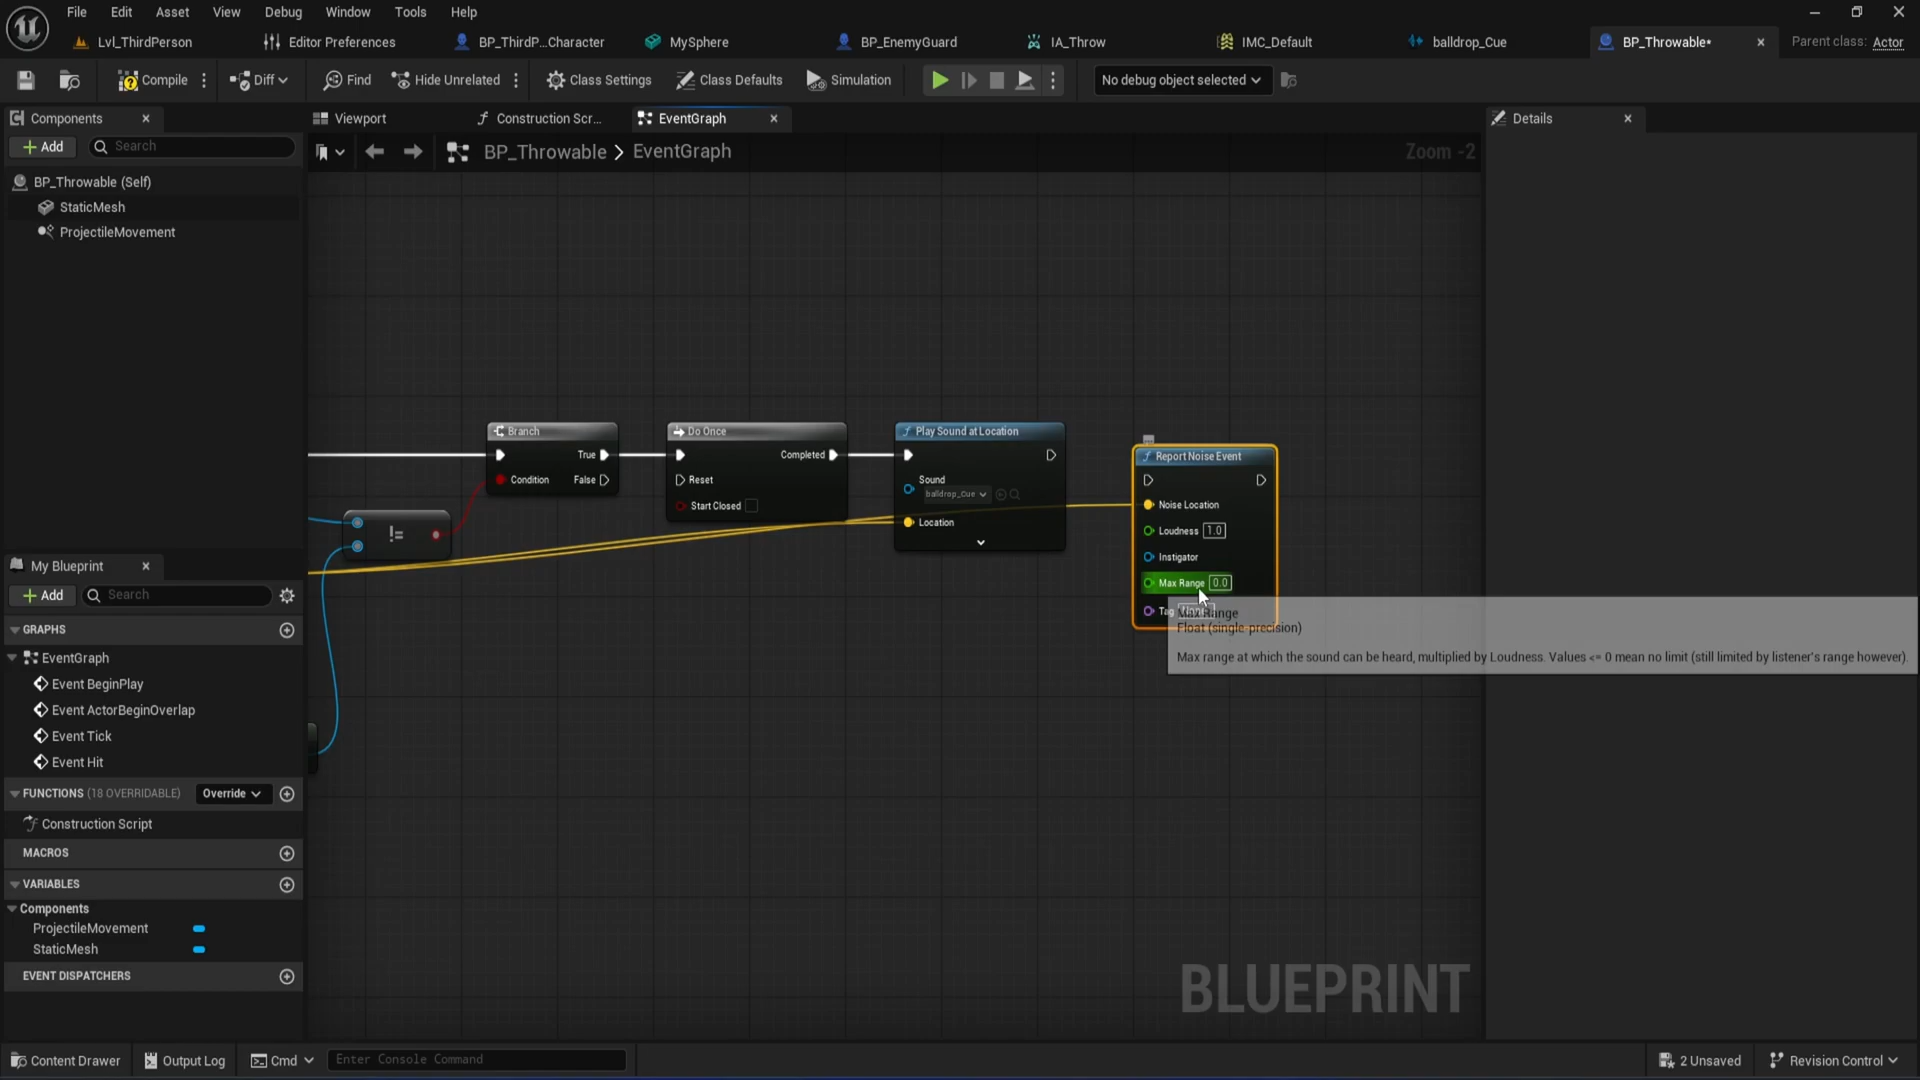 File Edit Asset View Debug Window Tools Help
Lvl_ThirdPerson Editor Preferences BP_ThirdP...Character MySphere BP_EnemyGuard IA_Throw IMC_Default balldrop_Cue BP_Throwable* Parent class: Actor
Compile Diff Find Hide Unrelated Class Settings Class Defaults Simulation No debug object selected
Components Viewport Construction Scr... EventGraph Details
Add Search BP_Throwable > EventGraph Zoom -2
BP_Throwable (Self)
StaticMesh
ProjectileMovement
Branch Do Once Play Sound at Location
True Completed
Report Noise Event
Condition False Reset Sound
balldrop_Cue
Start Closed Noise Location
Location
Loudness 1.0
!=
Instigator
Max Range 0.0
Tag
Max Range
Float (single-precision)
Max range at which the sound can be heard, multiplied by Loudness. Values <= 0 mean no limit (still limited by listener's range however).
My Blueprint
Add Search
GRAPHS
EventGraph
Event BeginPlay
Event ActorBeginOverlap
Event Tick
Event Hit
FUNCTIONS (18 OVERRIDABLE) Override
Construction Script
MACROS
VARIABLES
Components
ProjectileMovement
StaticMesh
EVENT DISPATCHERS
BLUEPRINT
Content Drawer Output Log Cmd Enter Console Command 2 Unsaved Revision Control